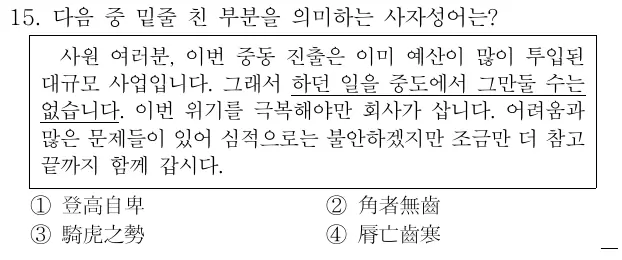 15. 다음 중 밑줄 친 부분을 의미하는 사자성어는?
사원 여러분, 이번 중동 진출은 이미 예산이 많이 투입된
대규모 사업입니다. 그래서 하던 일을 중도에서 그만둘 수는
없습니다. 이번 위기를 극복해야만 회사가 삽니다. 어려움과
많은 문제들이 있어 심적으로는 불안하겠지만 조금만 더 참고
끝까지 함께 갑시다.
① 登高自卑 ② 角者無齒
③ 騎虎之勢 ④ 脣亡齒寒